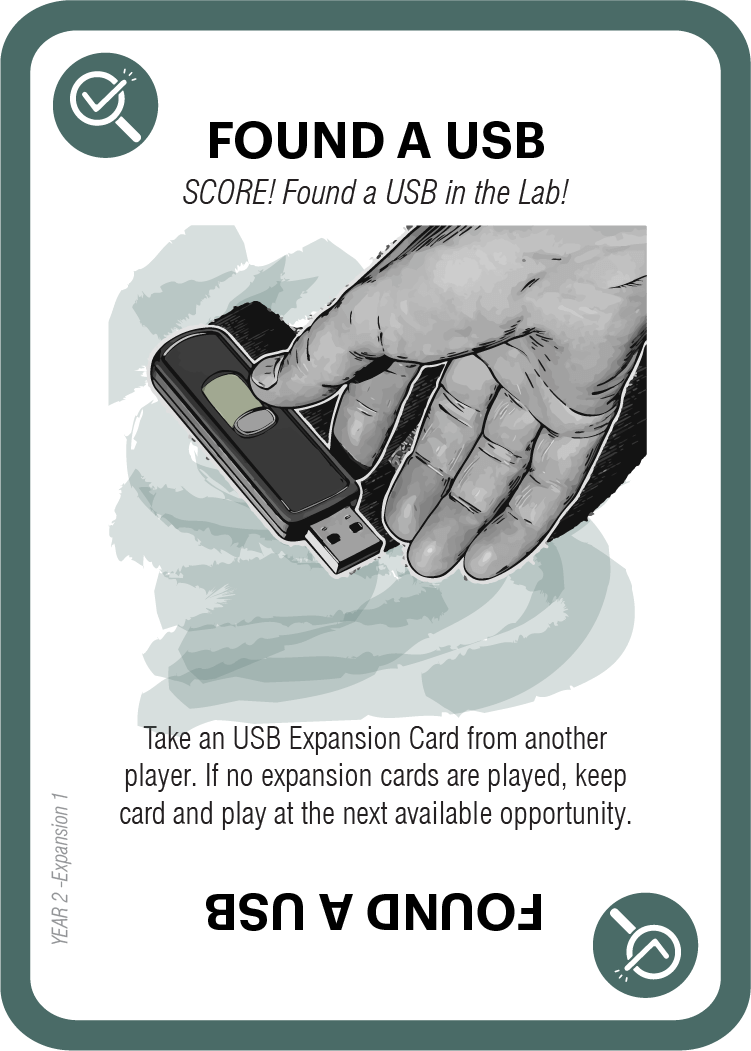 FOUND A USB
SCORE! Found a USB in the Lab!
Take an USB Expansion Card from another
player. If no expansion cards are played, keep
card and play at the next available opportunity.
YEAR 2 -Expansion 1
FOUND A USB